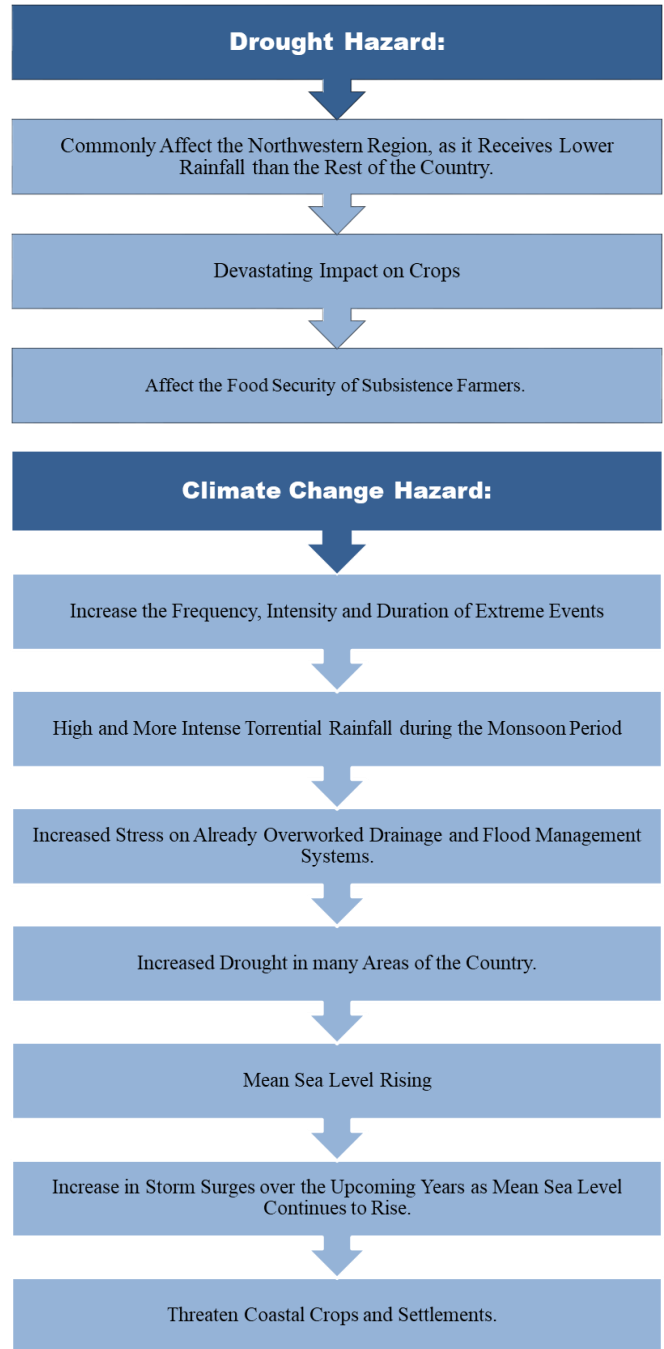 Drought Hazard:
Commonly Affect the Northwestern Region, as it Receives Lower
Rainfall than the Rest of the Country.
Devastating Impact on Crops
Affect the Food Security of Subsistence Farmers.
Climate Change Hazard:
Increase the Frequency, Intensity and Duration of Extreme Events
High and More Intense Torrential Rainfall during the Monsoon Period
Increased Stress on Already Overworked Drainage and Flood Management
Systems.
Increased Drought in many Areas of the Country.
Mean Sea Level Rising
Increase in Storm Surges over the Upcoming Years as Mean Sea Level
Continues to Rise.
Threaten Coastal Crops and Settlements.